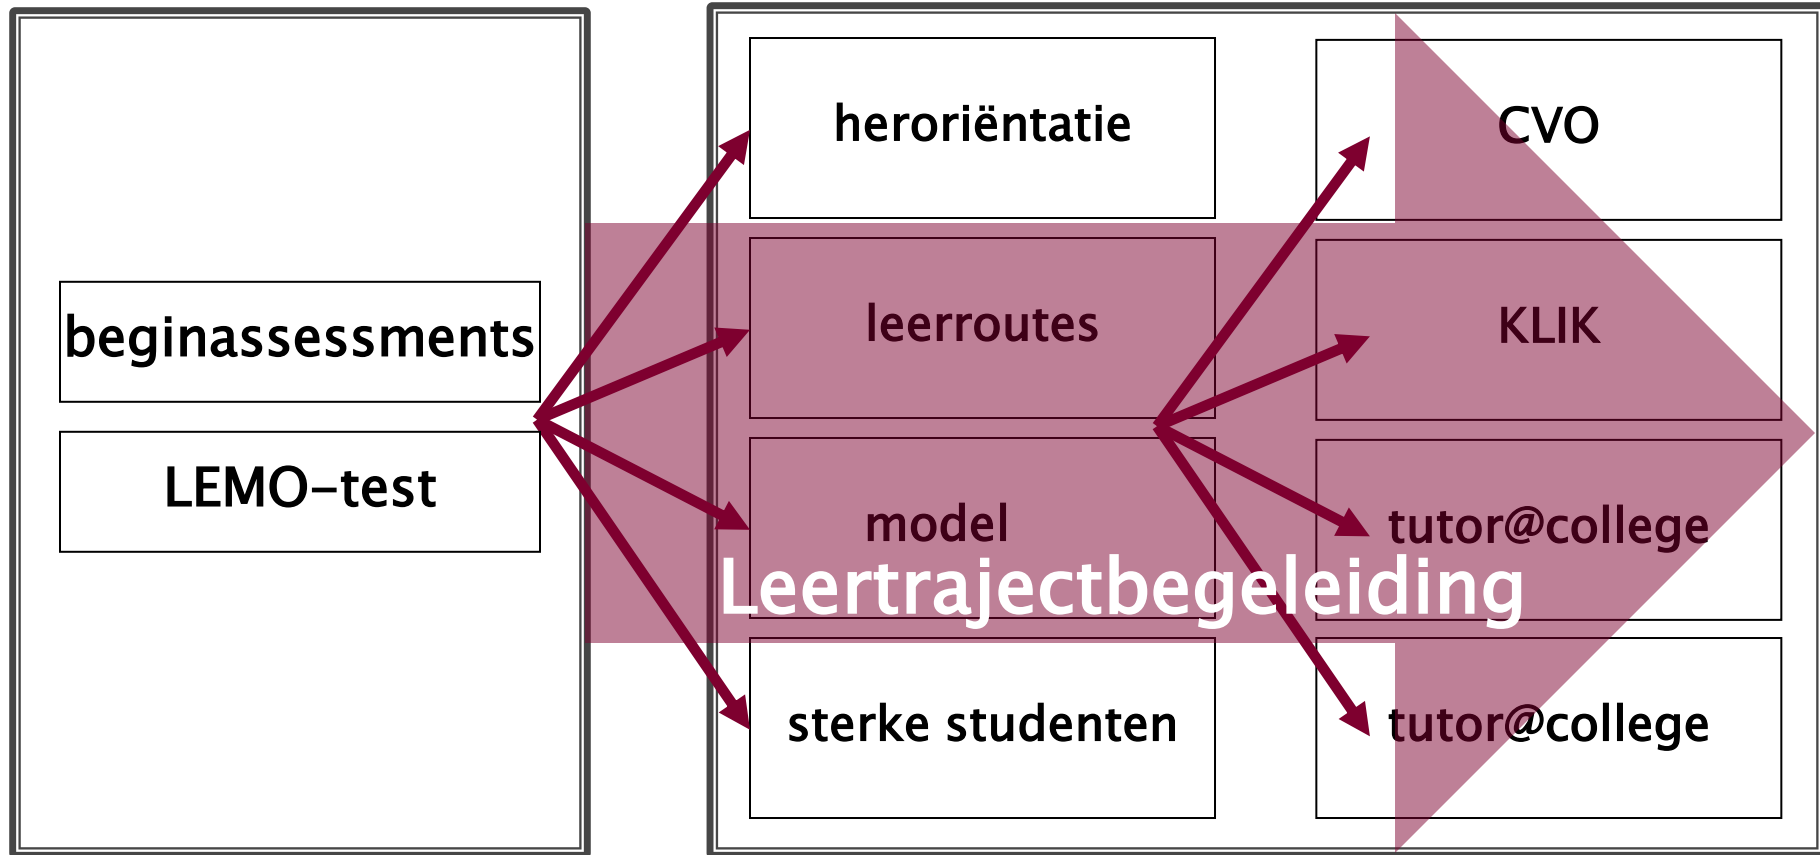 beginassessments
LEMO-test
heroriëntatie
leerroutes
model
sterke studenten
CVO
KLIK
tutor@college
tutor@college
Leertrajectbegeleiding